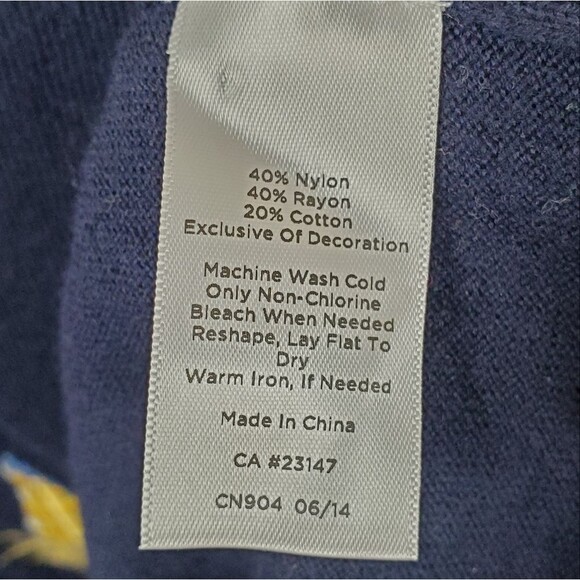 40% Nylon
40% Rayon
20% Cotton
Exclusive Of Decoration
Machine Wash Cold
Only Non-Chlorine
Bleach When Needed
Reshape, Lay Flat To
Dry
Warm Iron, If Needed
Made In China
CA #23147
CN904 06/14